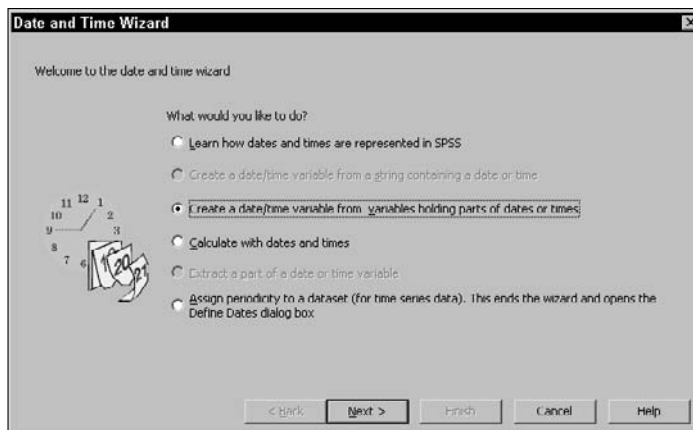 Date and Time Wizard
Welcome to the date and time wizard
What would you like to do?
Learn how dates and times are represented in SPSS
Create a date/time variable from a string containing a date or time
Create a date/time variable from variables holding parts of dates or times
Calculate with dates and times
Extract a part of a date or time variable
Assign periodicity to a dataset (for time series data). This ends the wizard and opens the
Define Dates dialog box
11 12 1
10 2
9 3
8
7 6
19 20 21
< Back Next > Finish Cancel Help